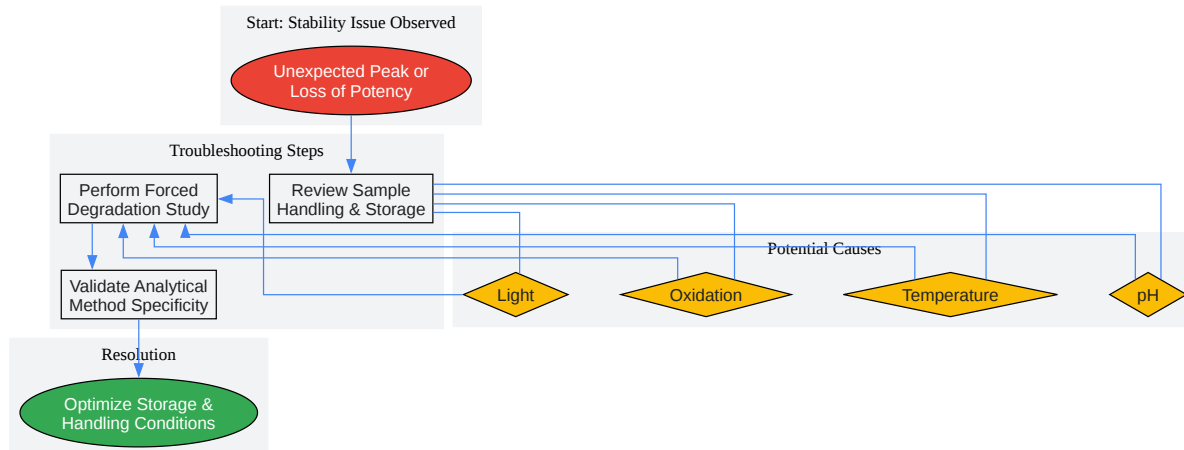 Start: Stability Issue Observed
Unexpected Peak or
Loss of Potency
Troubleshooting Steps
Perform Forced
Degradation Study
Review Sample
Handling & Storage
Validate Analytical
Method Specificity
Potential Causes
Light
Oxidation
Temperature
pH
Resolution
Optimize Storage &
Handling Conditions